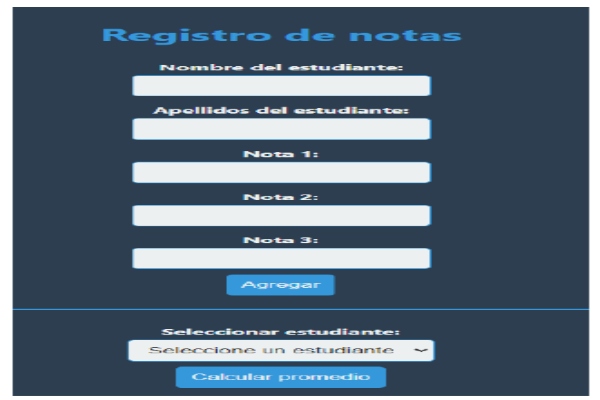 Registro de notas
Nombre del estudiante:
Apellidos del estudiante:
Nota 1:
Nota 2:
Nota 3:
Agregar
Seleccionar estudiante:
Seleccione un estudiante
Calcular promedio